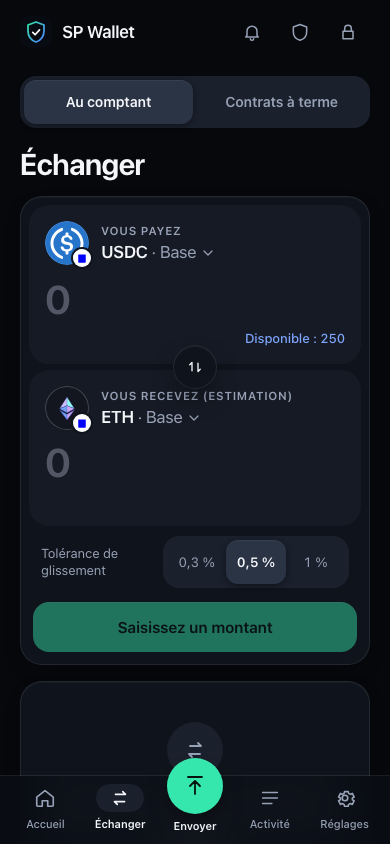 SP Wallet
Au comptant
Contrats à terme
Échanger
VOUS PAYEZ
USDC · Base
0
Disponible : 250
VOUS RECEVEZ (ESTIMATION)
ETH · Base
0
Tolérance de
glissement
0,3 %
0,5 %
1 %
Saisissez un montant
Accueil
Échanger
Envoyer
Activité
Réglages